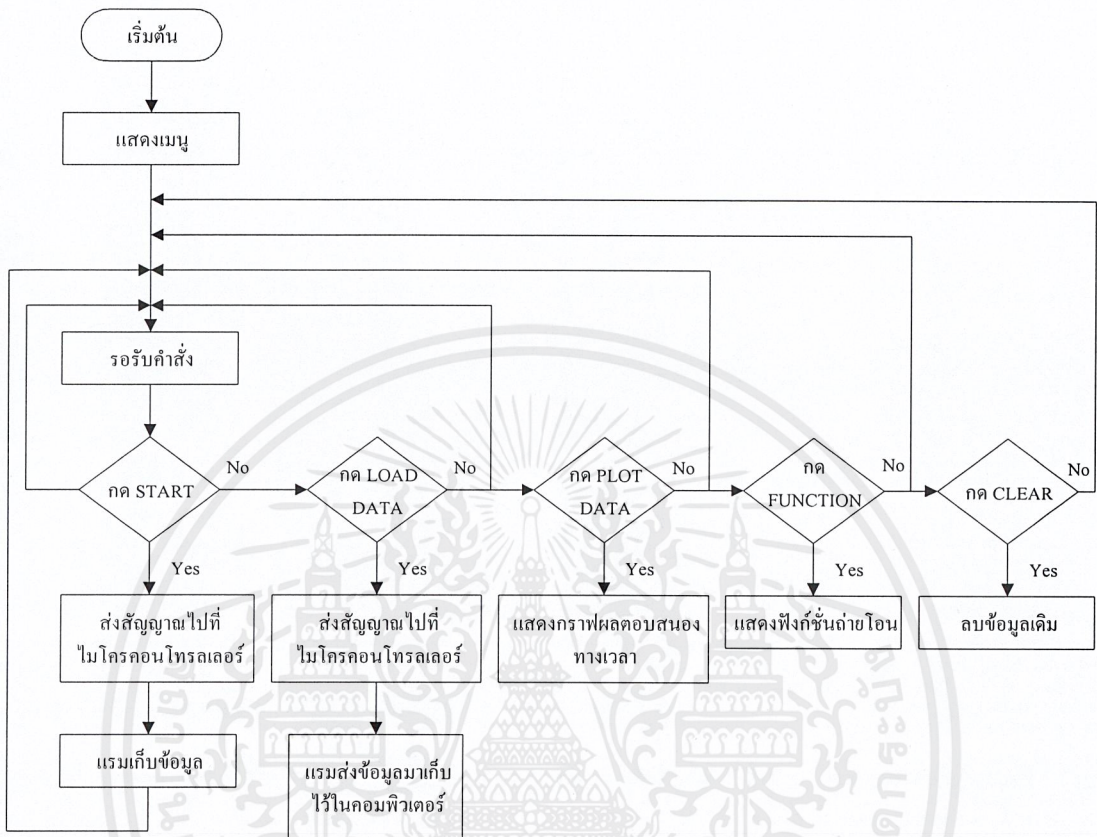 เริ่มต้น
แสดงเมนู
รอรับคำสั่ง
กด START
No
กด LOAD
DATA
No
กด PLOT
DATA
No
กด
FUNCTION
No
กด CLEAR
No
Yes
Yes
Yes
Yes
Yes
ส่งสัญญาณไปที่
ไมโครคอนโทรลเลอร์
ส่งสัญญาณไปที่
ไมโครคอนโทรลเลอร์
แสดงกราฟผลตอบสนอง
ทางเวลา
แสดงฟังก์ชั่นถ่ายโอน
ลบข้อมูลเดิม
แรมเก็บข้อมูล
แรมส่งข้อมูลมาเก็บ
ไว้ในคอมพิวเตอร์